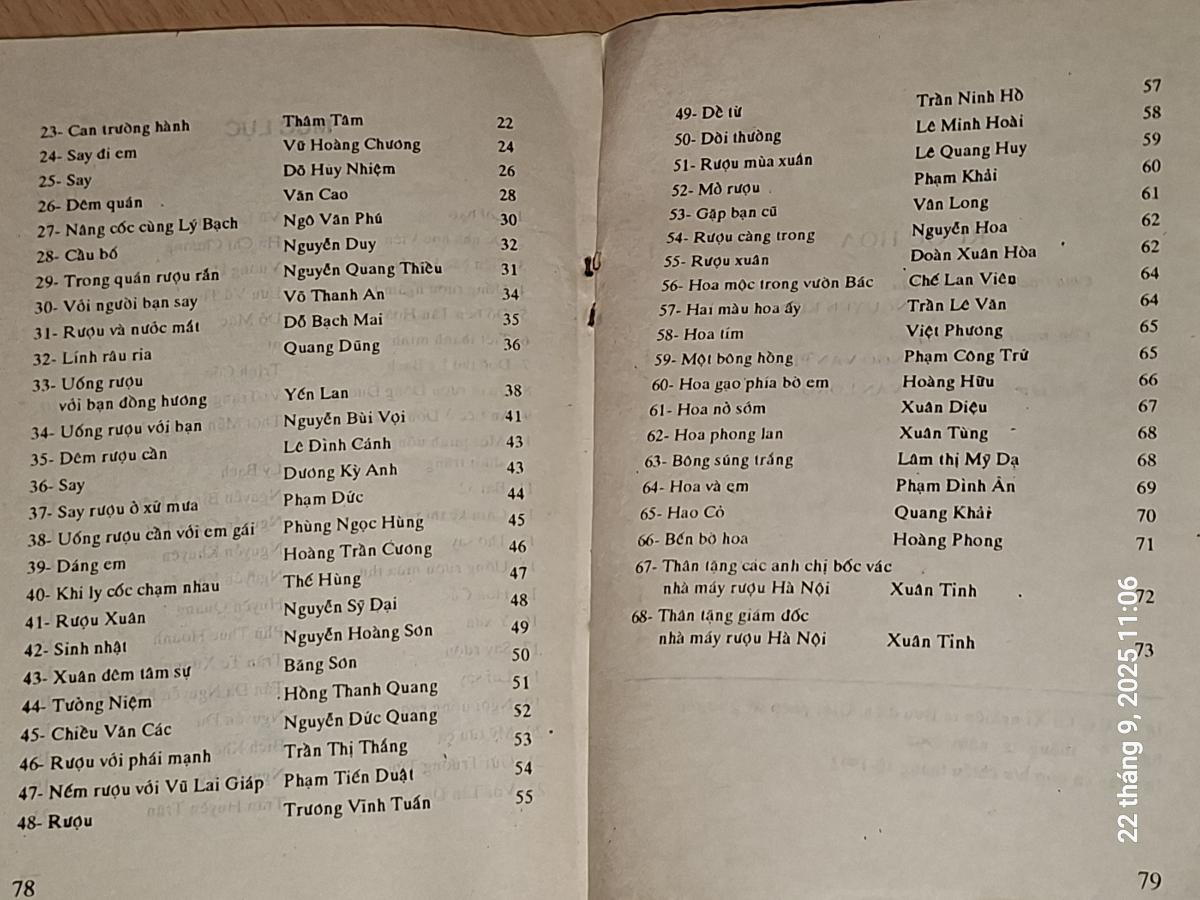 23- Can trường hành Thâm Tâm 22
24- Say đi em Vũ Hoàng Chương 24
25- Say Đỗ Huy Nhiệm 26
26- Đêm quán Văn Cao 28
27- Nâng cốc cùng Lý Bạch Ngô Văn Phú 30
28- Cầu bố Nguyễn Duy 32
29- Trong quán rượu rắn Nguyễn Quang Thiều 31
30- Với người bạn say Võ Thanh An 34
31- Rượu và nước mắt Đỗ Bạch Mai 35
32- Lính râu ria Quang Dũng 36
33- Uống rượu
với bạn đồng hương Yến Lan 38
34- Uống rượu với bạn Nguyễn Bùi Vợi 41
35- Đêm rượu cần Lê Đình Cánh 43
36- Say Dương Kỳ Anh 43
37- Say rượu ở xứ mưa Phạm Đức 44
38- Uống rượu cần với em gái Phùng Ngọc Hùng 45
39- Dáng em Hoàng Trần Cương 46
40- Khi ly cốc chạm nhau Thế Hùng 47
41- Rượu Xuân Nguyễn Sỹ Đại 48
42- Sinh nhật Nguyễn Hoàng Sơn 49
43- Xuân đêm tâm sự Băng Sơn 50
44- Tưởng Niệm Hồng Thanh Quang 51
45- Chiều Văn Các Nguyễn Đức Quang 52
46- Rượu với phái mạnh Trần Thị Thắng 53
47- Nếm rượu với Vũ Lai Giáp Phạm Tiến Duật 54
48- Rượu Trương Vĩnh Tuấn 55
78
49- Đề từ Trần Ninh Hồ 57
50- Đời thường Lê Minh Hoài 58
51- Rượu mùa xuân Lê Quang Huy 59
52- Mở rượu Phạm Khải 60
53- Gặp bạn cũ Vân Long 61
54- Rượu càng trong Nguyễn Hoa 62
55- Rượu xuân Đoàn Xuân Hòa 62
56- Hoa mộc trong vườn Bác Chế Lan Viên 64
57- Hai màu hoa ấy Trần Lê Văn 64
58- Hoa tím Việt Phương 65
59- Một bông hồng Phạm Công Trứ 65
60- Hoa gạo phía bờ em Hoàng Hữu 66
61- Hoa nở sớm Xuân Diệu 67
62- Hoa phong lan Xuân Tùng 68
63- Bông súng trắng Lâm thị Mỹ Dạ 68
64- Hoa và em Phạm Đình Ân 69
65- Hao Cỏ Quang Khải 70
66- Bến bờ hoa Hoàng Phong 71
67- Thân tặng các anh chị bốc vác
nhà máy rượu Hà Nội Xuân Tỉnh 72
68- Thân tặng giám đốc
nhà máy rượu Hà Nội Xuân Tỉnh 73
79
22 tháng 9, 2025 11:06